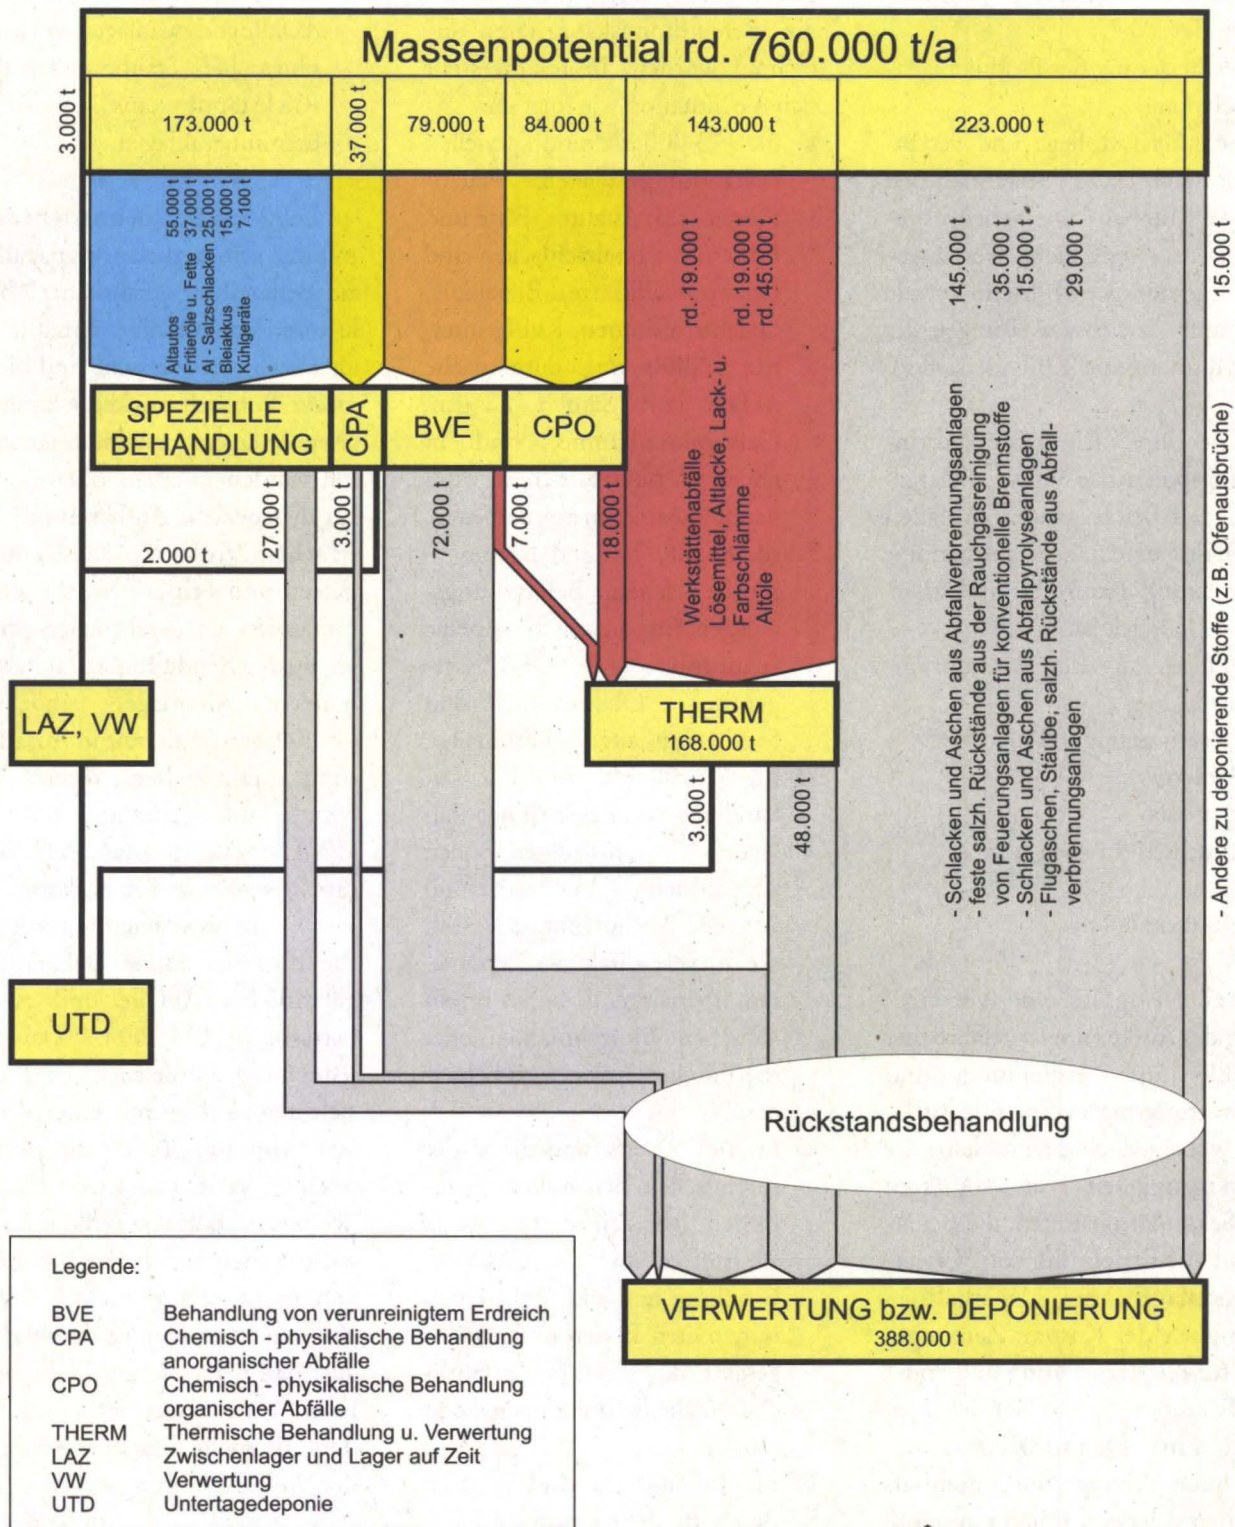 Massenpotential rd. 760.000 t/a
3.000 t
173.000 t
37.000 t
79.000 t
84.000 t
143.000 t
223.000 t
15.000 t
Altautos 55.000 t
Fritieröle u. Fette 37.000 t
Al - Salzschlacken 25.000 t
Bleiakkus 15.000 t
Kühlgeräte 7.100 t
SPEZIELLE
BEHANDLUNG
CPA
BVE
CPO
Werkstättenabfälle rd. 19.000 t
Lösemittel, Altlacke, Lack- u.
Farbschlämme rd. 19.000 t
Altöle rd. 45.000 t
- Schlacken und Aschen aus Abfallverbrennungsanlagen 145.000 t
- feste salzh. Rückstände aus der Rauchgasreinigung
von Feuerungsanlagen für konventionelle Brennstoffe 35.000 t
- Schlacken und Aschen aus Abfallpyrolyseanlagen 15.000 t
- Flugaschen, Stäube, salzh. Rückstände aus Abfall-
verbrennungsanlagen 29.000 t
- Andere zu deponierende Stoffe (z.B. Ofenausbrüche)
2.000 t
27.000 t
3.000 t
72.000 t
7.000 t
18.000 t
LAZ, VW
THERM
168.000 t
3.000 t
48.000 t
UTD
Rückstandsbehandlung
VERWERTUNG bzw. DEPONIERUNG
388.000 t
Legende:
BVE Behandlung von verunreinigtem Erdreich
CPA Chemisch - physikalische Behandlung
anorganischer Abfälle
CPO Chemisch - physikalische Behandlung
organischer Abfälle
THERM Thermische Behandlung u. Verwertung
LAZ Zwischenlager und Lager auf Zeit
VW Verwertung
UTD Untertagedeponie